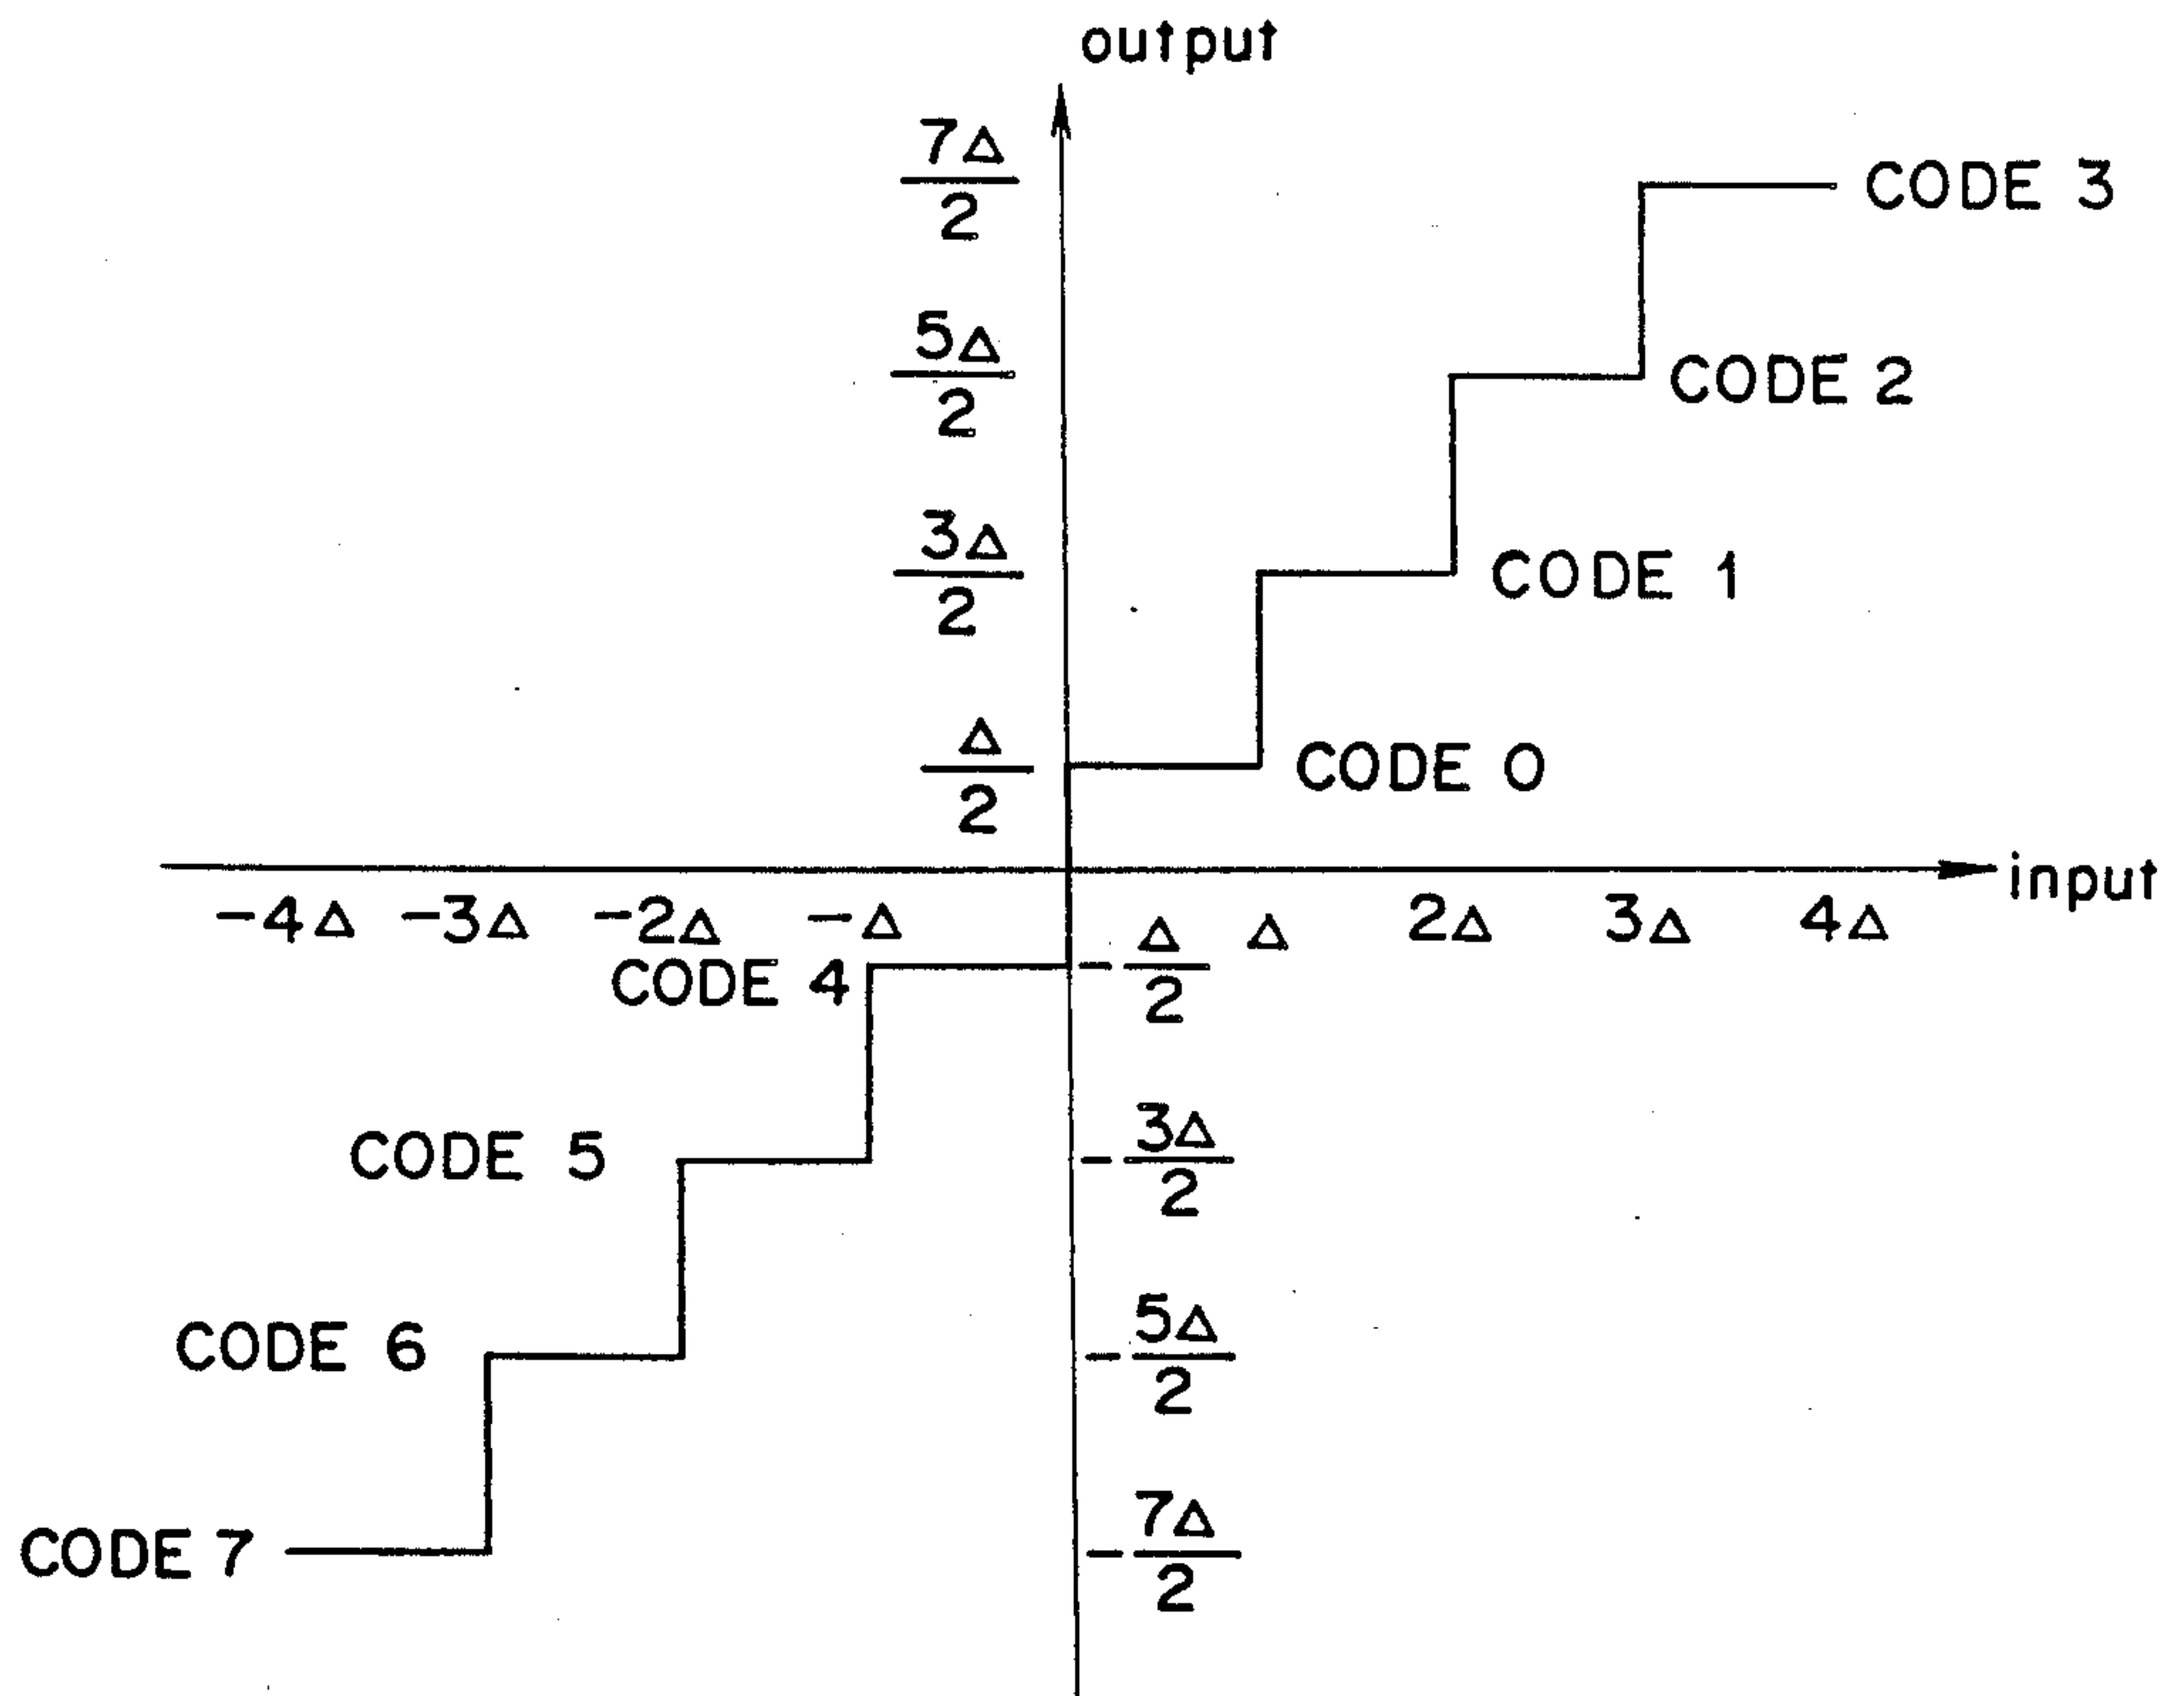 output
7Δ/2
CODE 3
5Δ/2
CODE 2
3Δ/2
CODE 1
Δ/2
CODE 0
input
-4Δ -3Δ -2Δ -Δ Δ 2Δ 3Δ 4Δ
CODE 4
-Δ/2
CODE 5
-3Δ/2
CODE 6
-5Δ/2
CODE 7
-7Δ/2